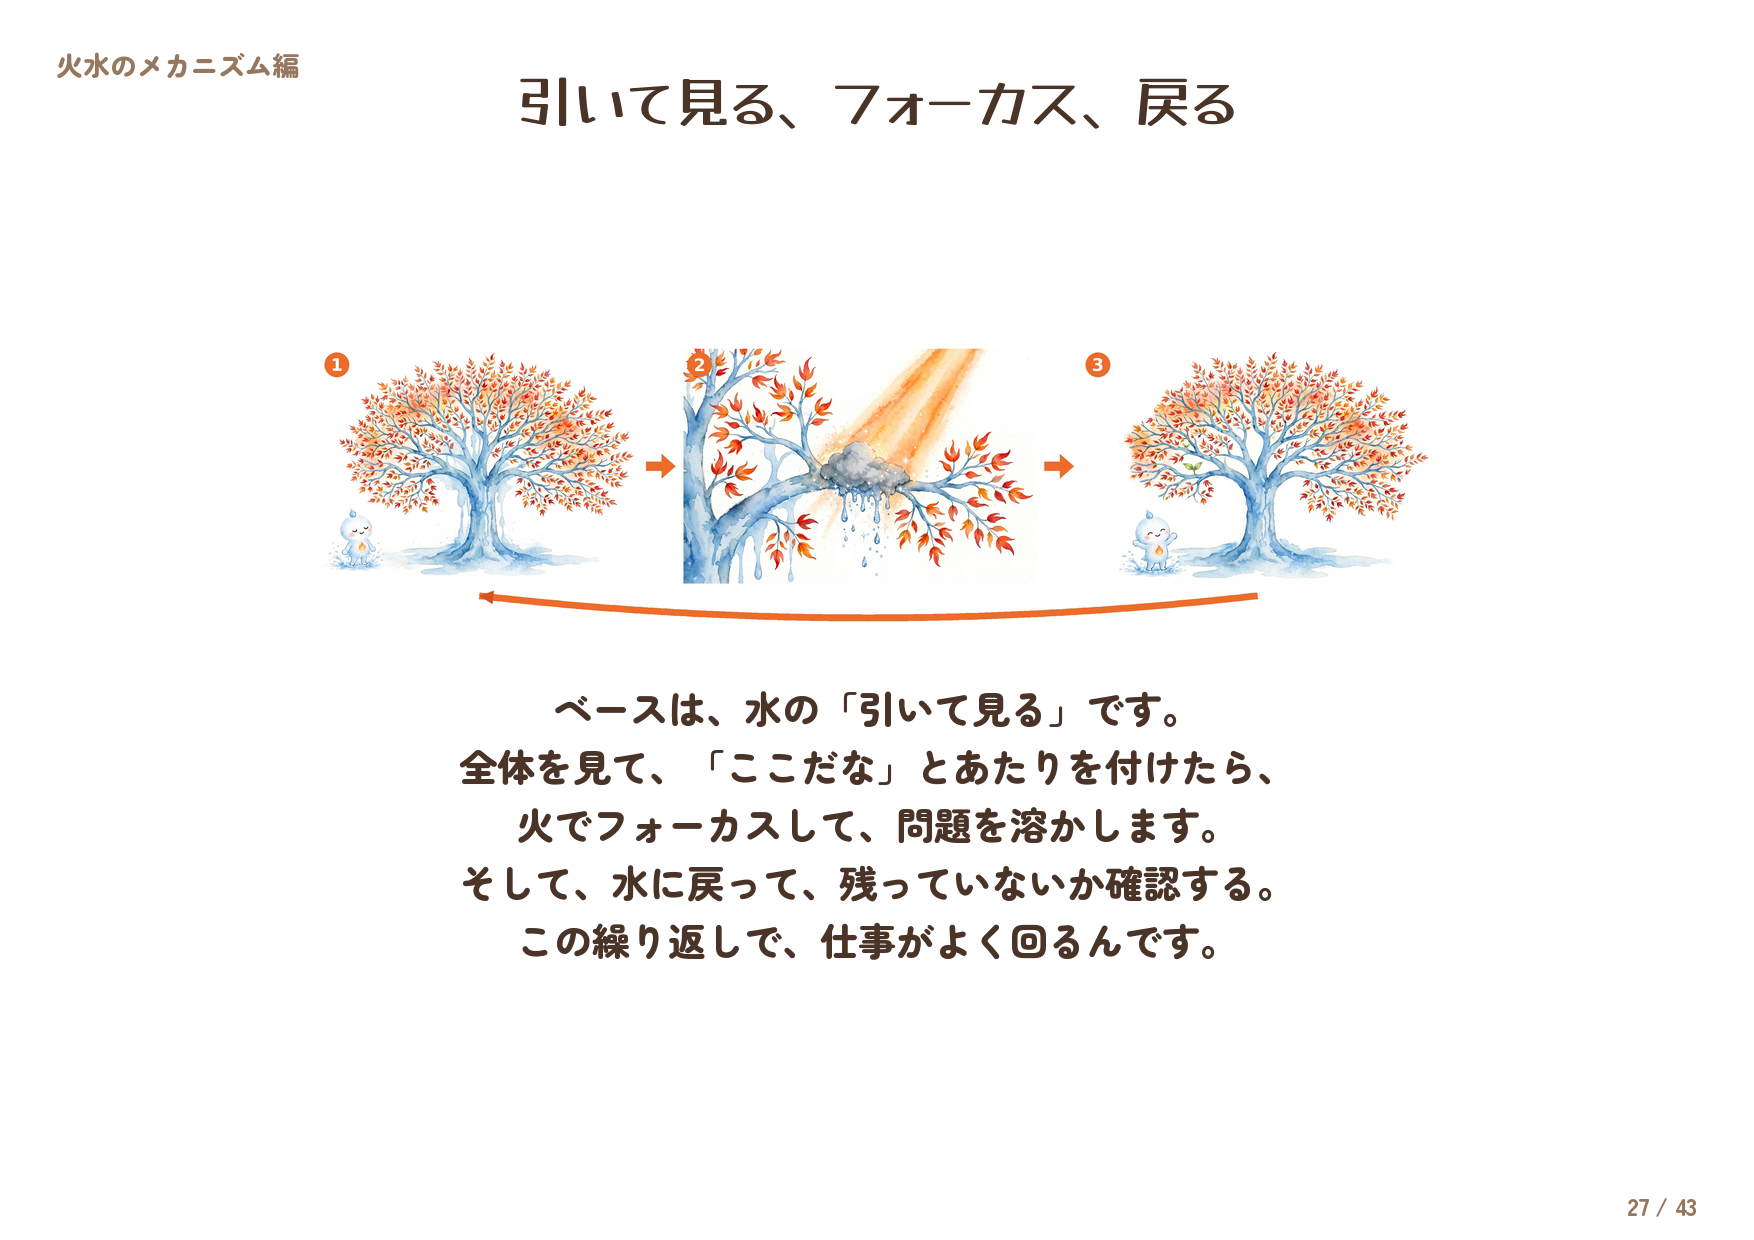 火水のメカニズム編
引いて見る、フォーカス、戻る
1
2
3
ベースは、水の「引いて見る」です。
全体を見て、「ここだな」とあたりを付けたら、
火でフォーカスして、問題を溶かします。
そして、水に戻って、残っていないか確認する。
この繰り返しで、仕事がよく回るんです。
27 / 43